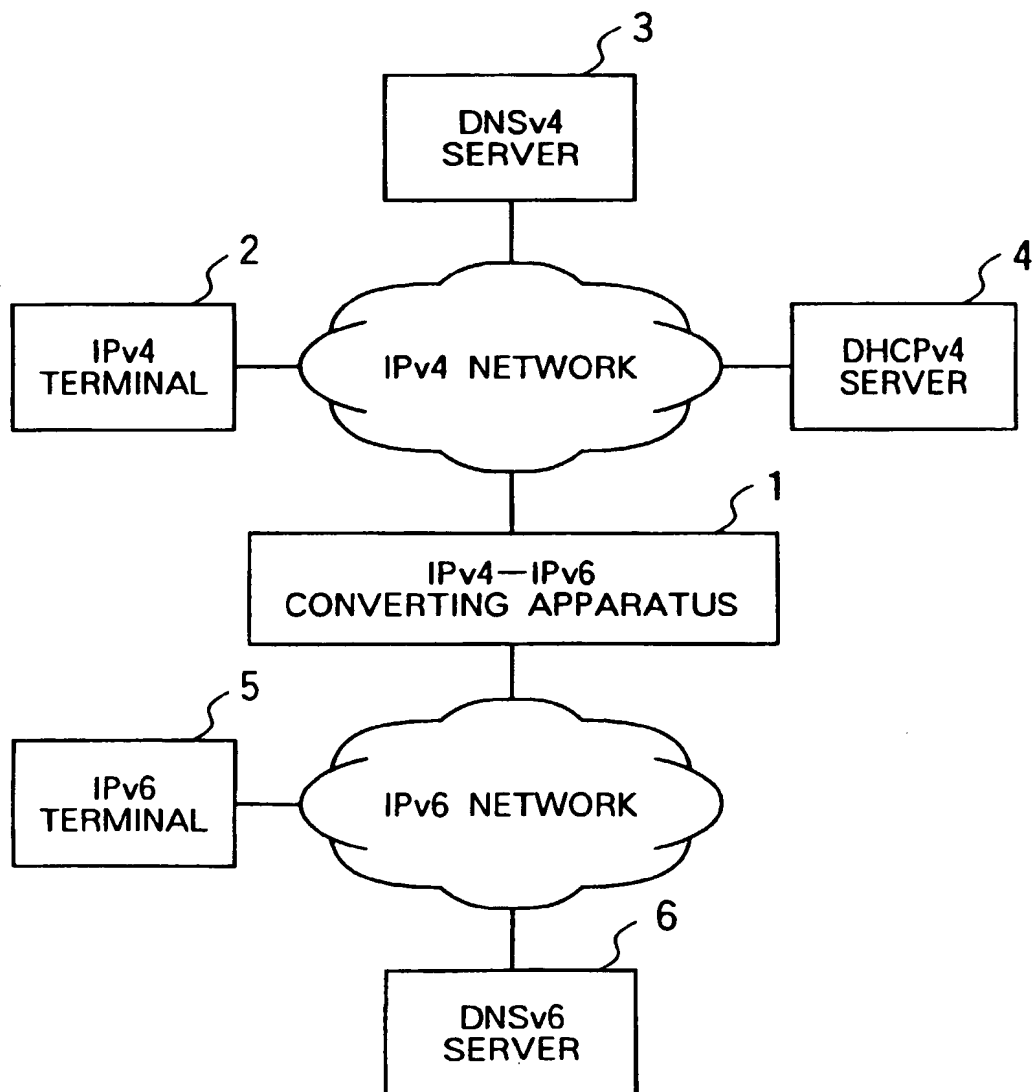 3
DNSv4
SERVER
2
4
IPv4
TERMINAL
IPv4 NETWORK
DHCPv4
SERVER
1
IPv4—IPv6
CONVERTING APPARATUS
5
IPv6
TERMINAL
IPv6 NETWORK
6
DNSv6
SERVER